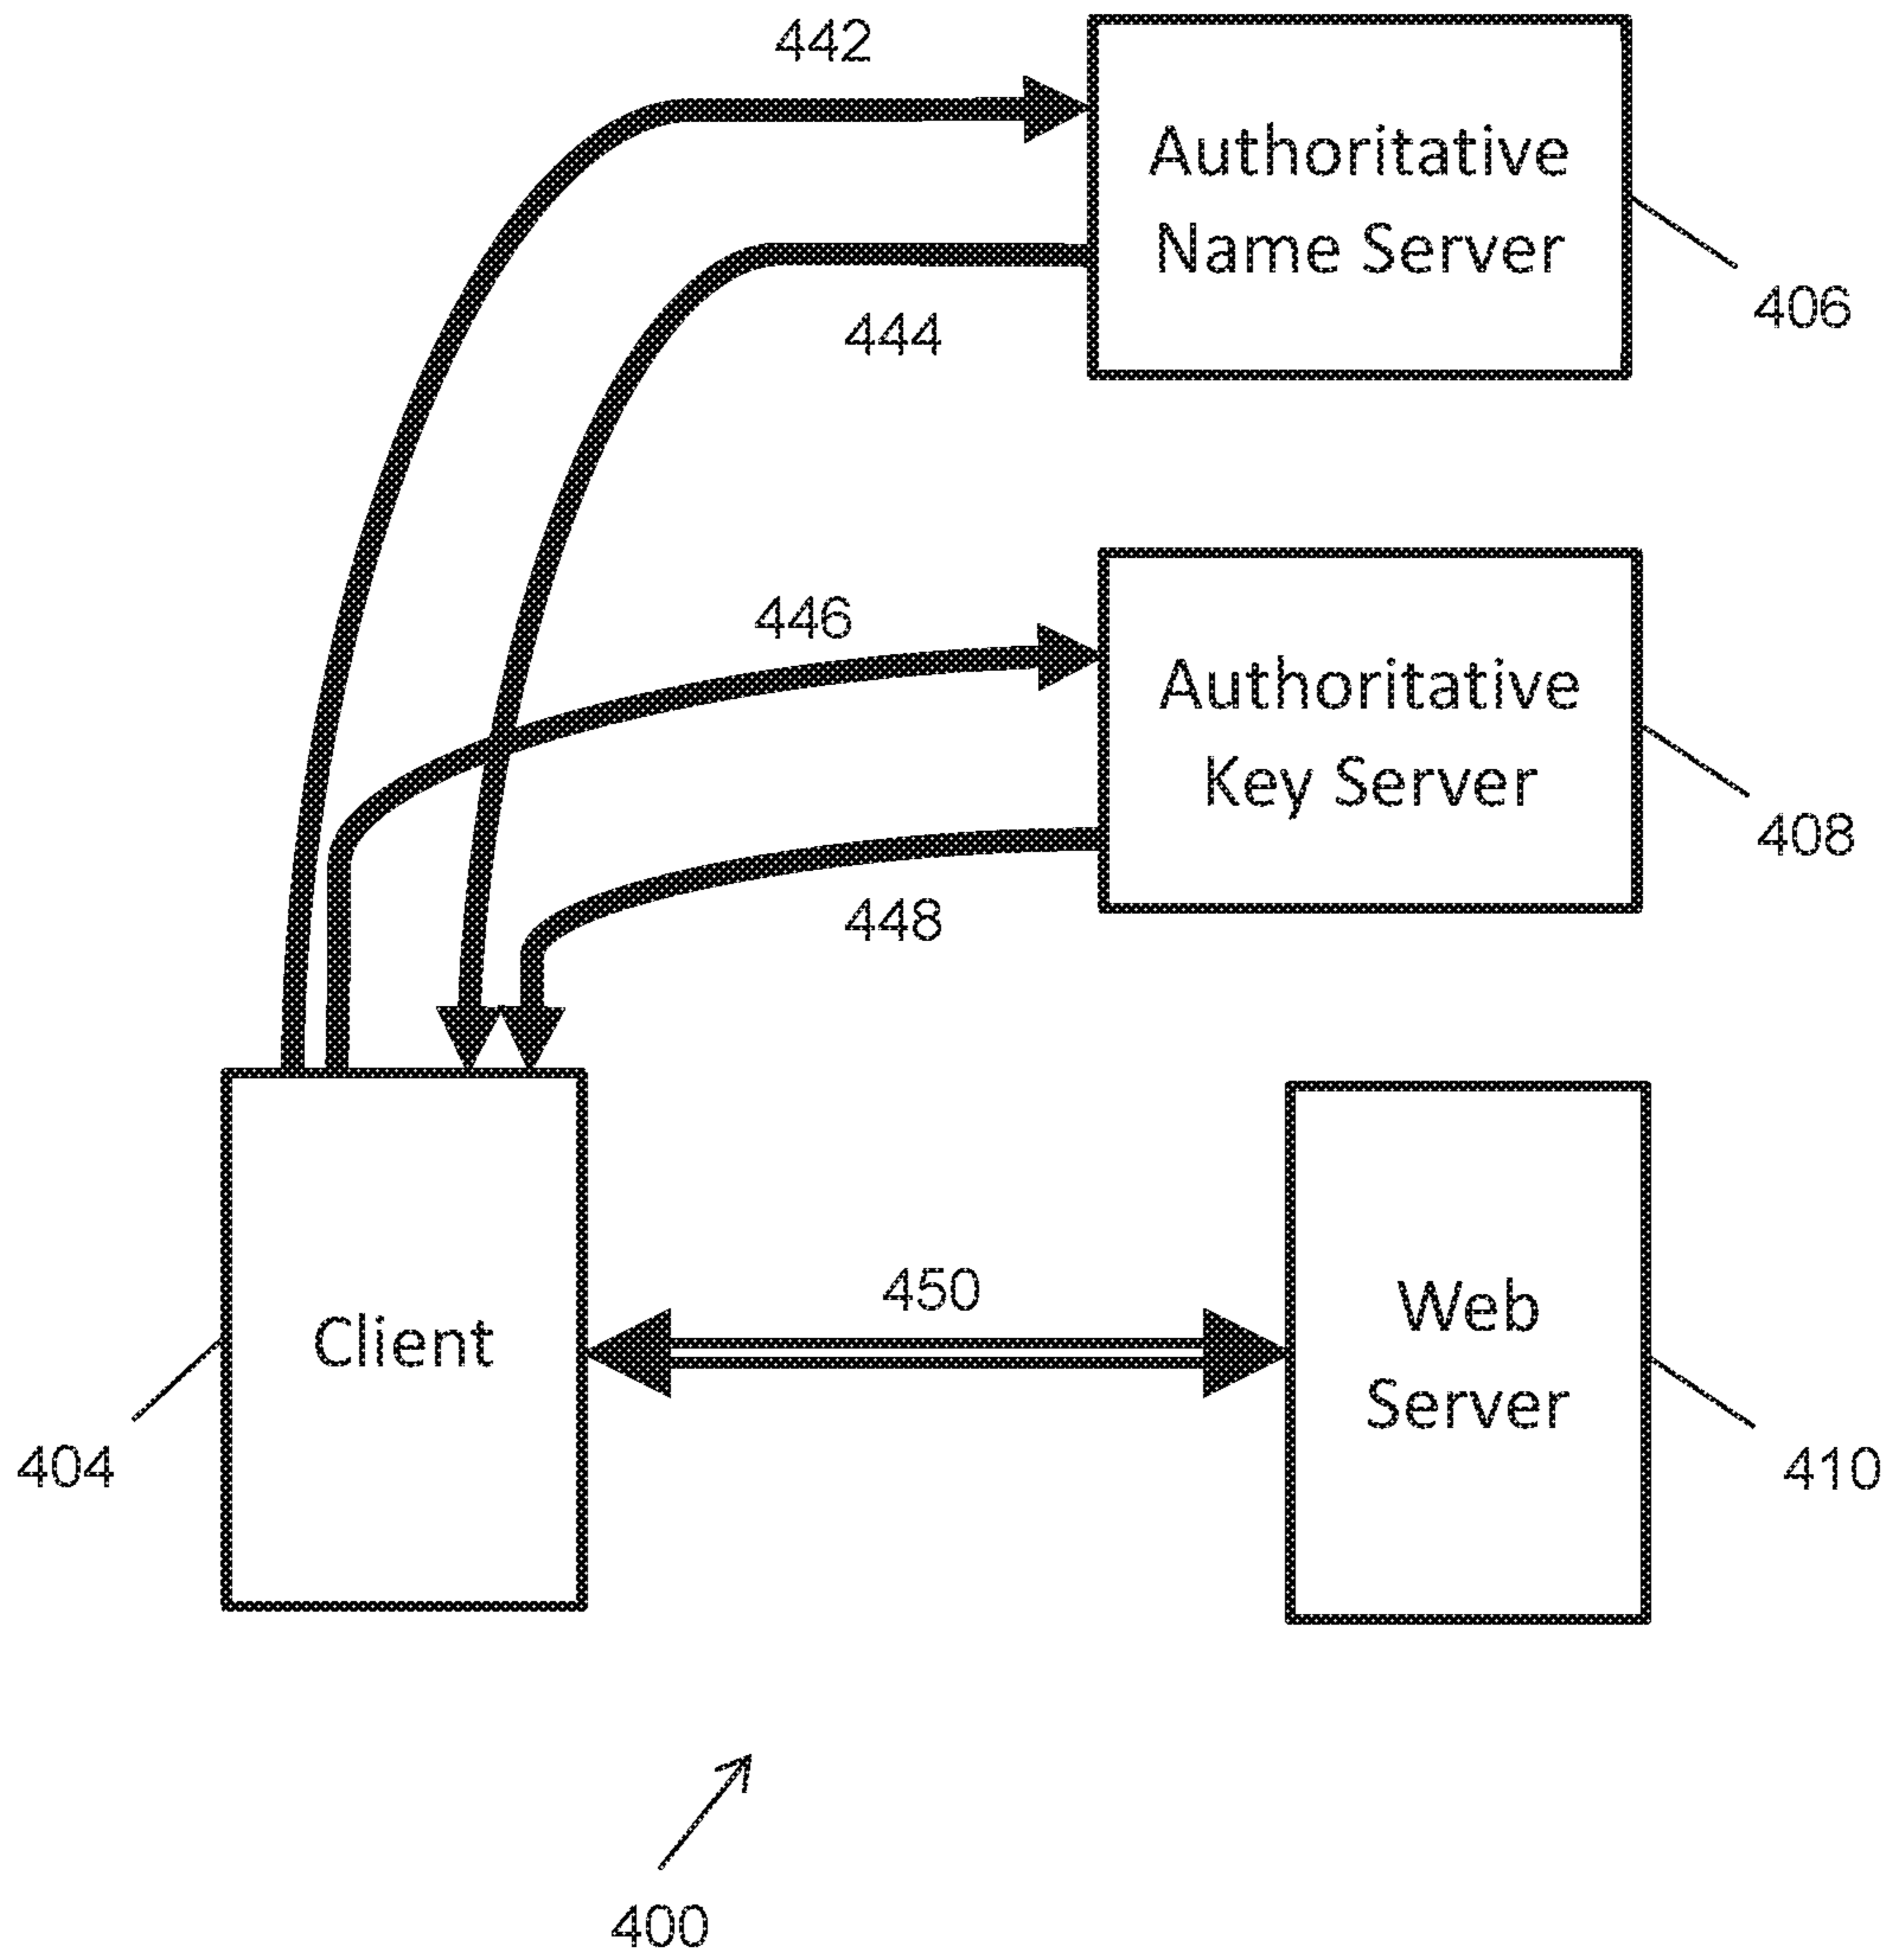 442
Authoritative
Name Server
406
444
446
Authoritative
Key Server
408
448
450
Client
Web
Server
404
410
400